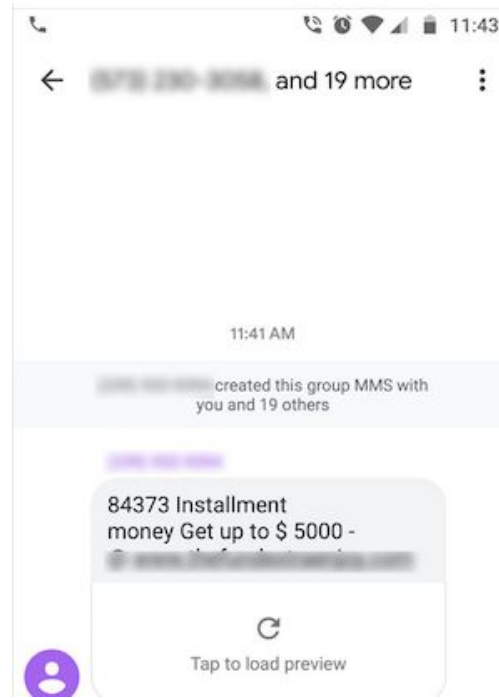 11:43
and 19 more
11:41 AM
created this group MMS with
you and 19 others
84373 Installment
money Get up to $ 5000 -
Tap to load preview